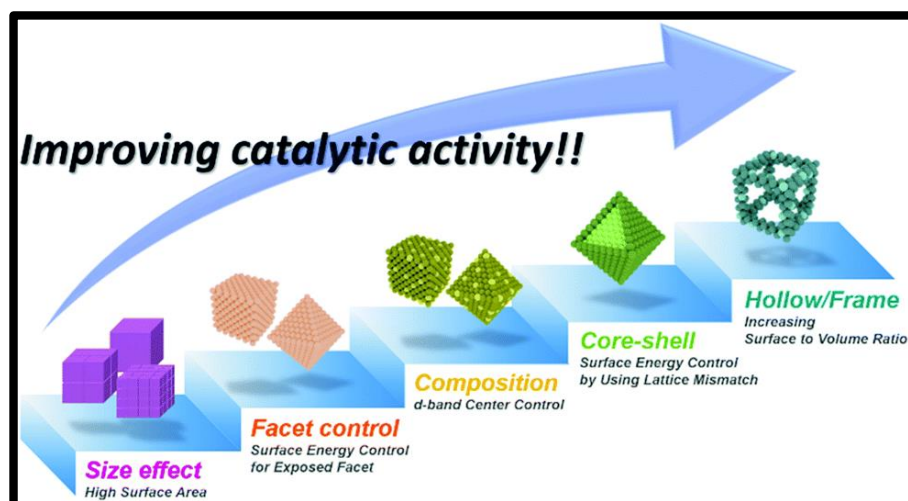 Improving catalytic activity!!
Hollow/Frame
Increasing
Surface to Volume Ratio
Core-shell
Surface Energy Control
by Using Lattice Mismatch
Composition
d-band Center Control
Facet control
Surface Energy Control
for Exposed Facet
Size effect
High Surface Area